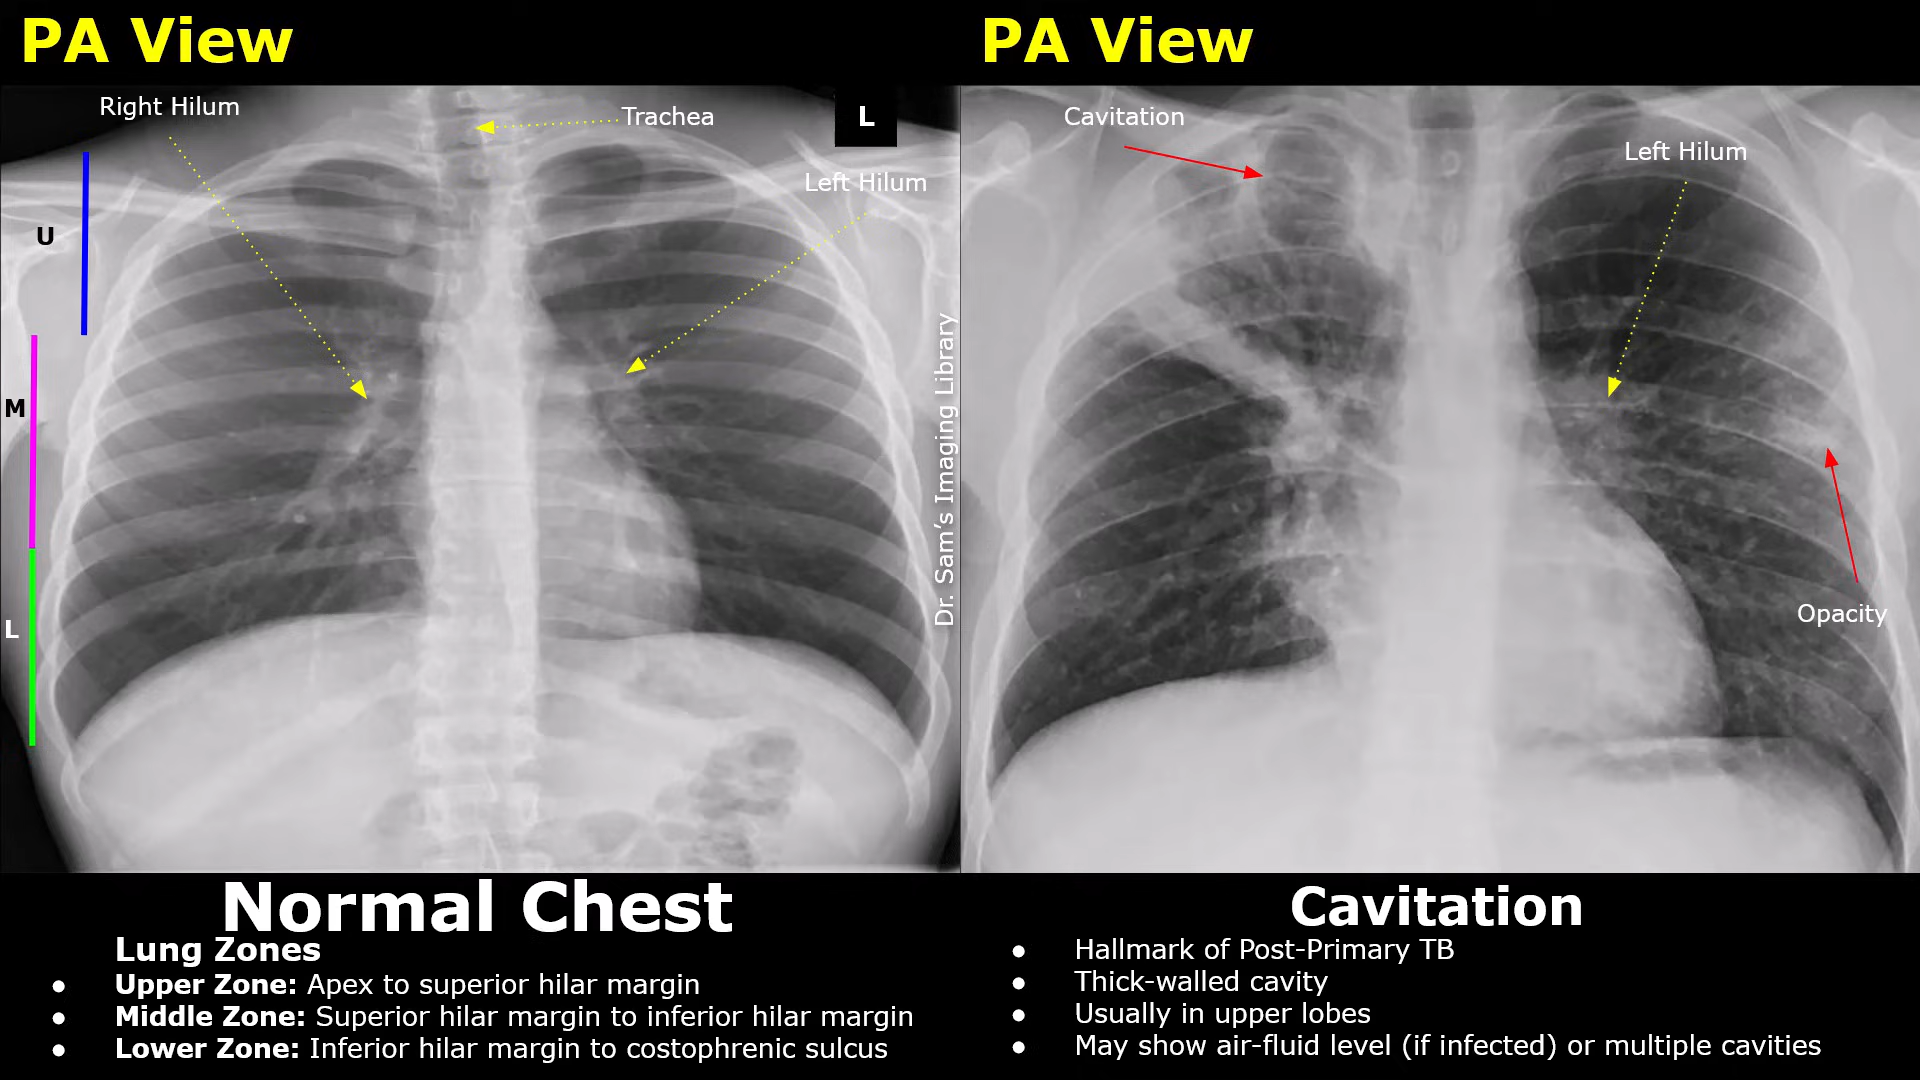 PA View
Right Hilum
Trachea
L
Left Hilum
U
M
L
Dr. Sam’s Imaging Library
Normal Chest
Lung Zones
• Upper Zone: Apex to superior hilar margin
• Middle Zone: Superior hilar margin to inferior hilar margin
• Lower Zone: Inferior hilar margin to costophrenic sulcus
PA View
Cavitation
Left Hilum
Opacity
Cavitation
• Hallmark of Post-Primary TB
• Thick-walled cavity
• Usually in upper lobes
• May show air-fluid level (if infected) or multiple cavities